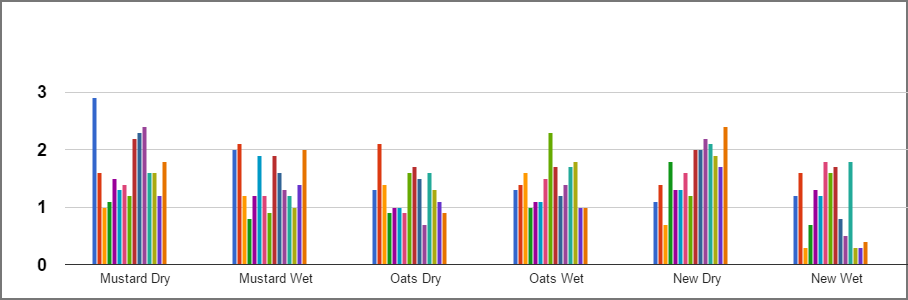 3
2
1
0
Mustard Dry
Mustard Wet
Oats Dry
Oats Wet
New Dry
New Wet